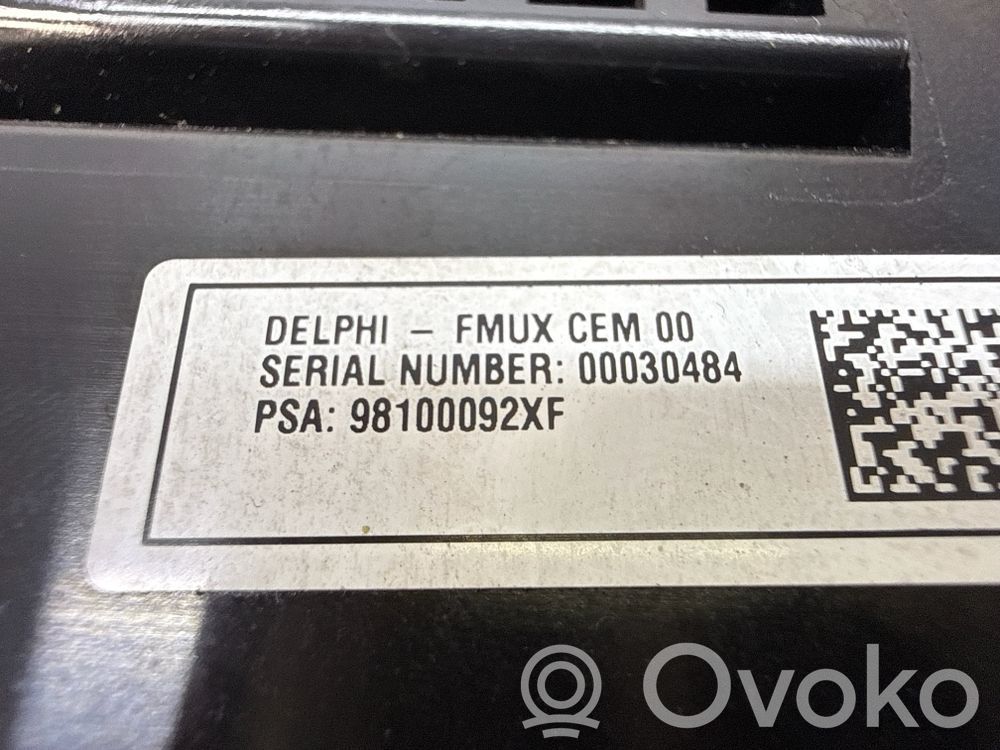 DELPHI - FMUX CEM 00
SERIAL NUMBER: 00030484
PSA: 98100092XF
Ovoko